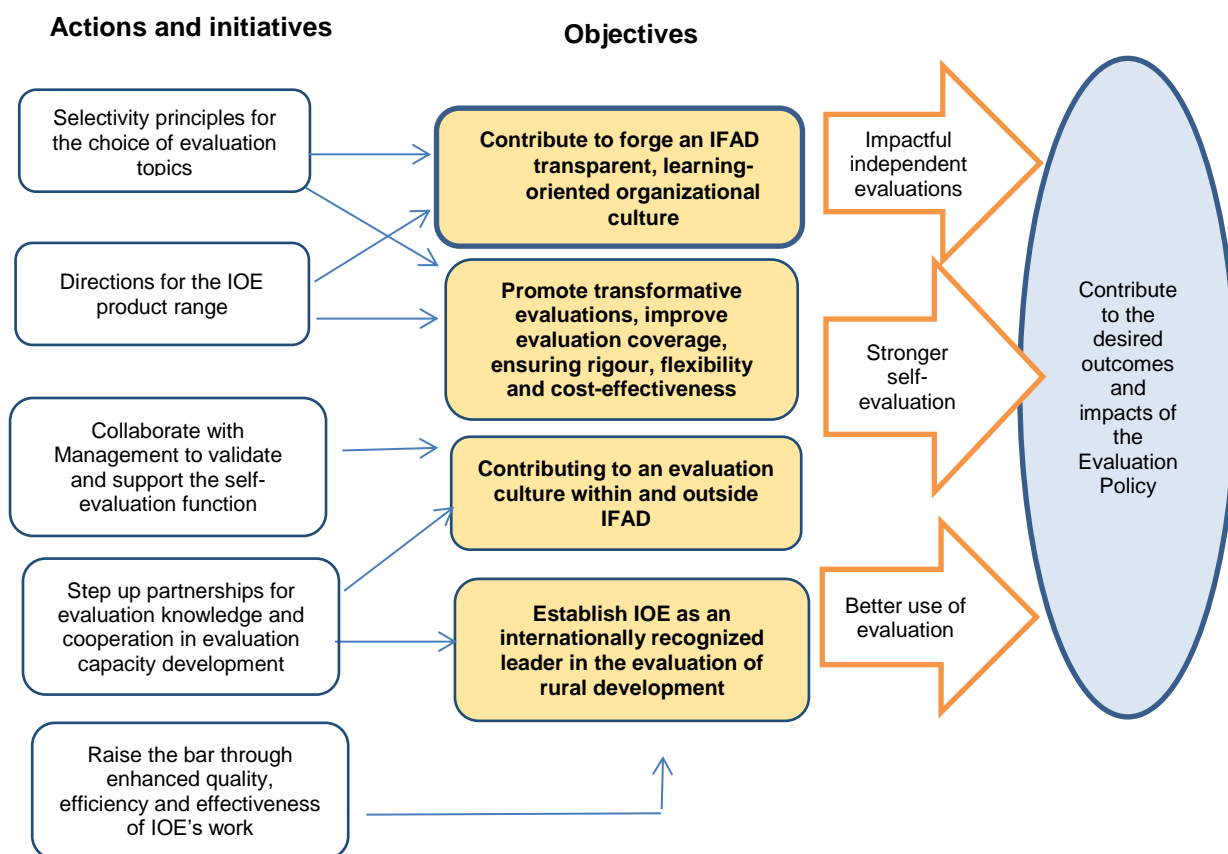 Actions and initiatives
Objectives
Selectivity principles for
the choice of evaluation
topics
Directions for the IOE
product range
Collaborate with
Management to validate
and support the self-
evaluation function
Step up partnerships for
evaluation knowledge and
cooperation in evaluation
capacity development
Raise the bar through
enhanced quality,
efficiency and effectiveness
of IOE's work
Contribute to forge an IFAD
transparent, learning-
oriented organizational
culture
Promote transformative
evaluations, improve
evaluation coverage,
ensuring rigour, flexibility
and cost-effectiveness
Contributing to an evaluation
culture within and outside
IFAD
Establish IOE as an
internationally recognized
leader in the evaluation of
rural development
Impactful
independent
evaluations
Stronger
self-
evaluation
Better use of
evaluation
Contribute
to the
desired
outcomes
and
impacts of
the
Evaluation
Policy